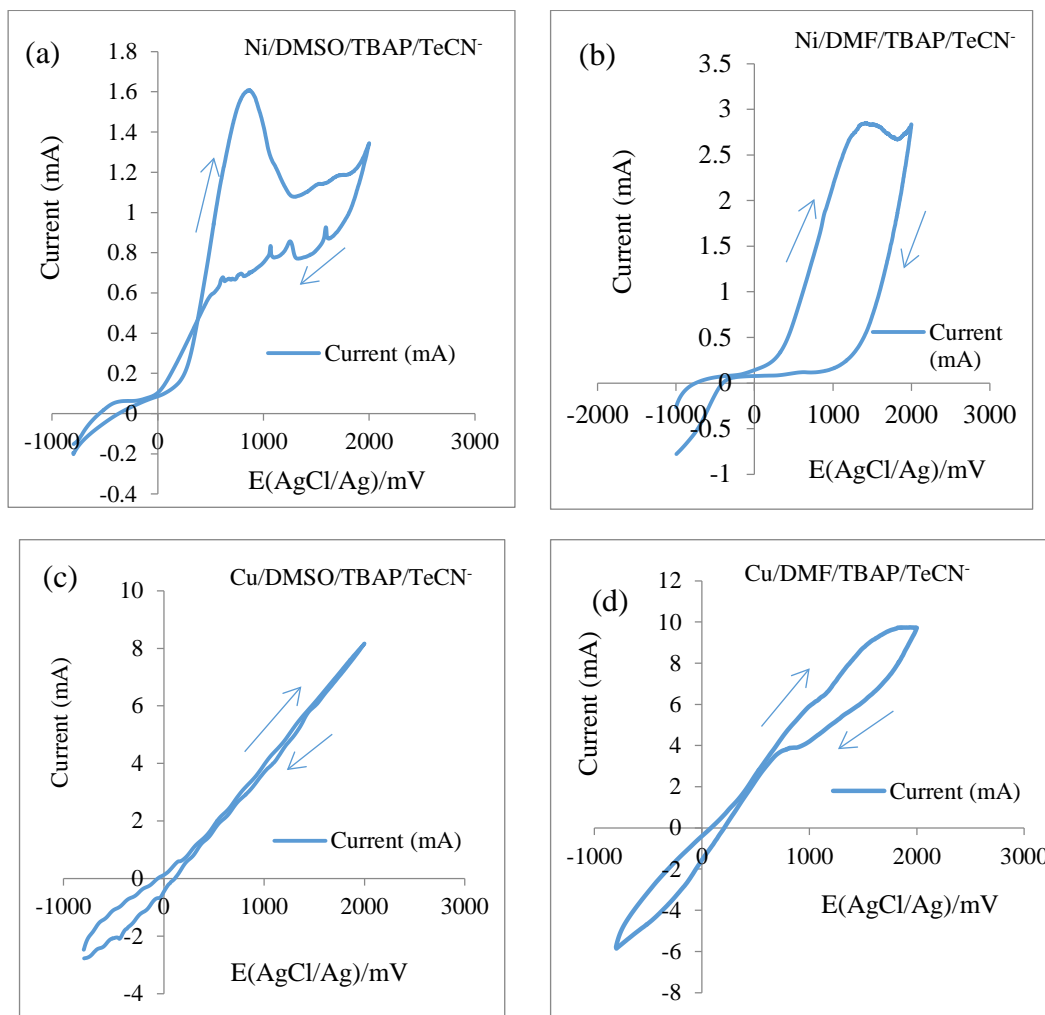 (a)
Ni/DMSO/TBAP/TeCN-
1.8
1.6
1.4
1.2
1
0.8
0.6
0.4
0.2
0
-0.2
-0.4
-1000
0
1000
2000
3000
Current (mA)
Current (mA)
E(AgCl/Ag)/mV
(b)
Ni/DMF/TBAP/TeCN-
3.5
3
2.5
2
1.5
1
0.5
0
-0.5
-1
-2000
-1000
0
1000
2000
3000
Current (mA)
Current
(mA)
E(AgCl/Ag)/mV
(c)
Cu/DMSO/TBAP/TeCN-
10
8
6
4
2
0
-2
-4
-1000
0
1000
2000
3000
Current (mA)
Current (mA)
E(AgCl/Ag)/mV
(d)
Cu/DMF/TBAP/TeCN-
12
10
8
6
4
2
0
-2
-4
-6
-8
-1000
0
1000
2000
3000
Current (mA)
Current (mA)
E(AgCl/Ag)/mV